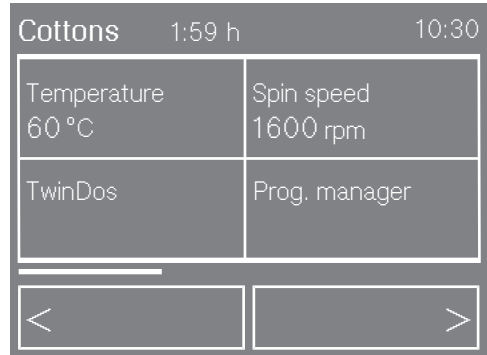 Cottons 1:59 h 10:30
Temperature
60 °C
Spin speed
1600 rpm
TwinDos
Prog. manager
< >